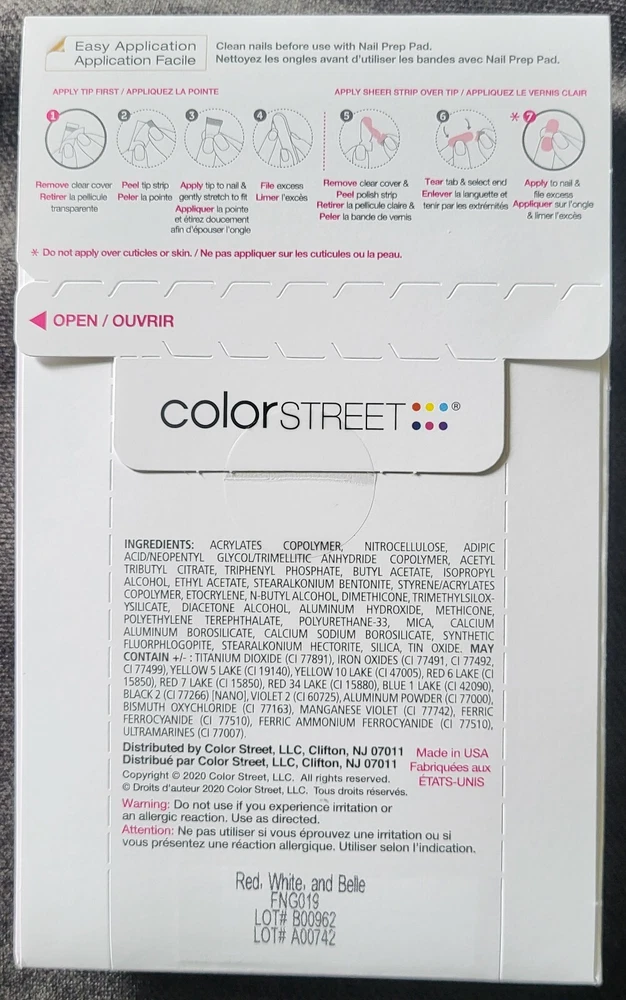 Easy Application
Application Facile
Clean nails before use with Nail Prep Pad.
Nettoyez les ongles avant d'utiliser les bandes avec Nail Prep Pad.
APPLY TIP FIRST / APPLIQUEZ LA POINTE
APPLY SHEER STRIP OVER TIP / APPLIQUEZ LE VERNIS CLAIR
1
2
3
4
5
6
* 7
Remove clear cover
Retirer la pellicule
transparente
Peel tip strip
Peler la pointe
Apply tip to nail &
gently stretch to fit
Appliquer la pointe
et étirez doucement
afin d'épouser l'ongle
File excess
Limer l'excès
Remove clear cover &
Peel polish strip
Retirer la pellicule claire &
Peler la bande de vernis
Tear tab & select end
Enlever la languette et
tenir par les extrémités
Apply to nail &
file excess
Appliquer sur l'ongle
& limer l'excès
* Do not apply over cuticles or skin. / Ne pas appliquer sur les cuticules ou la peau.
OPEN / OUVRIR
colorSTREET ®
INGREDIENTS: ACRYLATES COPOLYMER, NITROCELLULOSE, ADIPIC
ACID/NEOPENTYL GLYCOL/TRIMELLITIC ANHYDRIDE COPOLYMER, ACETYL
TRIBUTYL CITRATE, TRIPHENYL PHOSPHATE, BUTYL ACETATE, ISOPROPYL
ALCOHOL, ETHYL ACETATE, STEARALKONIUM BENTONITE, STYRENE/ACRYLATES
COPOLYMER, ETOCRYLENE, N-BUTYL ALCOHOL, DIMETHICONE, TRIMETHYLSILOX-
YSILICATE, DIACETONE ALCOHOL, ALUMINUM HYDROXIDE, METHICONE,
POLYETHYLENE TEREPHTHALATE, POLYURETHANE-33, MICA, CALCIUM
ALUMINUM BOROSILICATE, CALCIUM SODIUM BOROSILICATE, SYNTHETIC
FLUORPHLOGOPITE, STEARALKONIUM HECTORITE, SILICA, TIN OXIDE. MAY
CONTAIN +/- : TITANIUM DIOXIDE (CI 77891), IRON OXIDES (CI 77491, CI 77492,
CI 77499), YELLOW 5 LAKE (CI 19140), YELLOW 10 LAKE (CI 47005), RED 6 LAKE (CI
15850), RED 7 LAKE (CI 15850), RED 34 LAKE (CI 15880), BLUE 1 LAKE (CI 42090),
BLACK 2 (CI 77266) [NANO], VIOLET 2 (CI 60725), ALUMINUM POWDER (CI 77000),
BISMUTH OXYCHLORIDE (CI 77163), MANGANESE VIOLET (CI 77742), FERRIC
FERROCYANIDE (CI 77510), FERRIC AMMONIUM FERROCYANIDE (CI 77510),
ULTRAMARINES (CI 77007).
Distributed by Color Street, LLC, Clifton, NJ 07011
Distribué par Color Street, LLC, Clifton, NJ 07011
Made in USA
Fabriquées aux
ÉTATS-UNIS
Copyright © 2020 Color Street, LLC. All rights reserved.
© Droits d'auteur 2020 Color Street, LLC. Tous droits réservés.
Warning: Do not use if you experience irritation or
an allergic reaction. Use as directed.
Attention: Ne pas utiliser si vous éprouvez une irritation ou si
vous présentez une réaction allergique. Utiliser selon l'indication.
Red, White, and Belle
FNG019
LOT# B00962
LOT# A00742